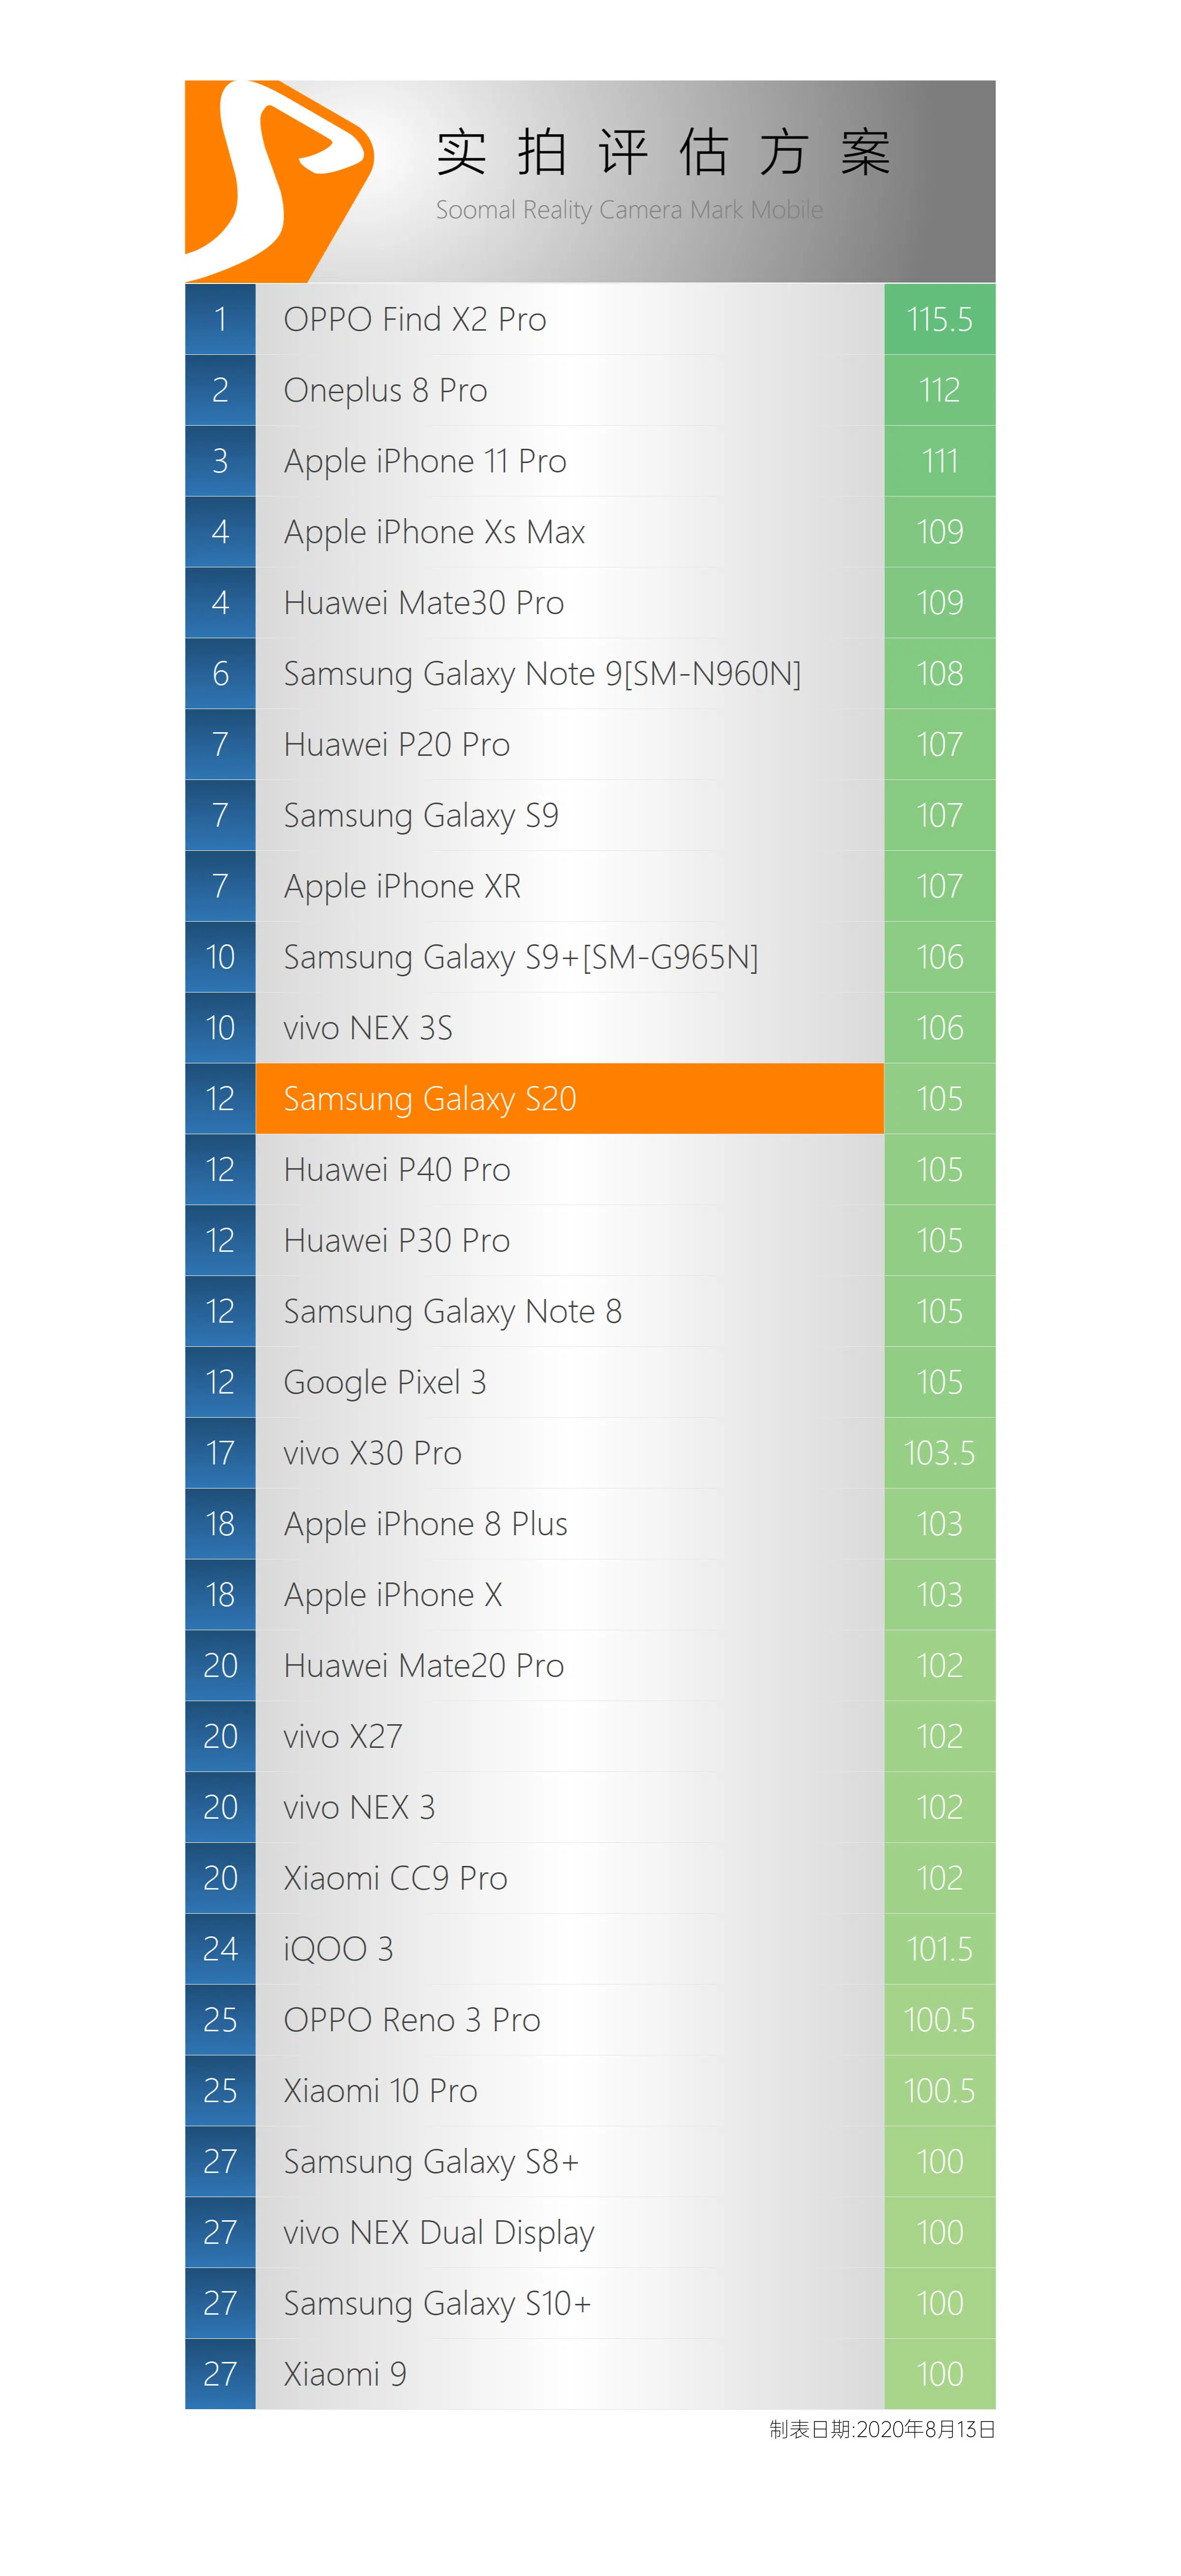 实拍评估方案
Soomal Reality Camera Mark Mobile
1 OPPO Find X2 Pro 115.5
2 Oneplus 8 Pro 112
3 Apple iPhone 11 Pro 111
4 Apple iPhone Xs Max 109
4 Huawei Mate30 Pro 109
6 Samsung Galaxy Note 9[SM-N960N] 108
7 Huawei P20 Pro 107
7 Samsung Galaxy S9 107
7 Apple iPhone XR 107
10 Samsung Galaxy S9+[SM-G965N] 106
10 vivo NEX 3S 106
12 Samsung Galaxy S20 105
12 Huawei P40 Pro 105
12 Huawei P30 Pro 105
12 Samsung Galaxy Note 8 105
12 Google Pixel 3 105
17 vivo X30 Pro 103.5
18 Apple iPhone 8 Plus 103
18 Apple iPhone X 103
20 Huawei Mate20 Pro 102
20 vivo X27 102
20 vivo NEX 3 102
20 Xiaomi CC9 Pro 102
24 iQOO 3 101.5
25 OPPO Reno 3 Pro 100.5
25 Xiaomi 10 Pro 100.5
27 Samsung Galaxy S8+ 100
27 vivo NEX Dual Display 100
27 Samsung Galaxy S10+ 100
27 Xiaomi 9 100
制表日期:2020年8月13日